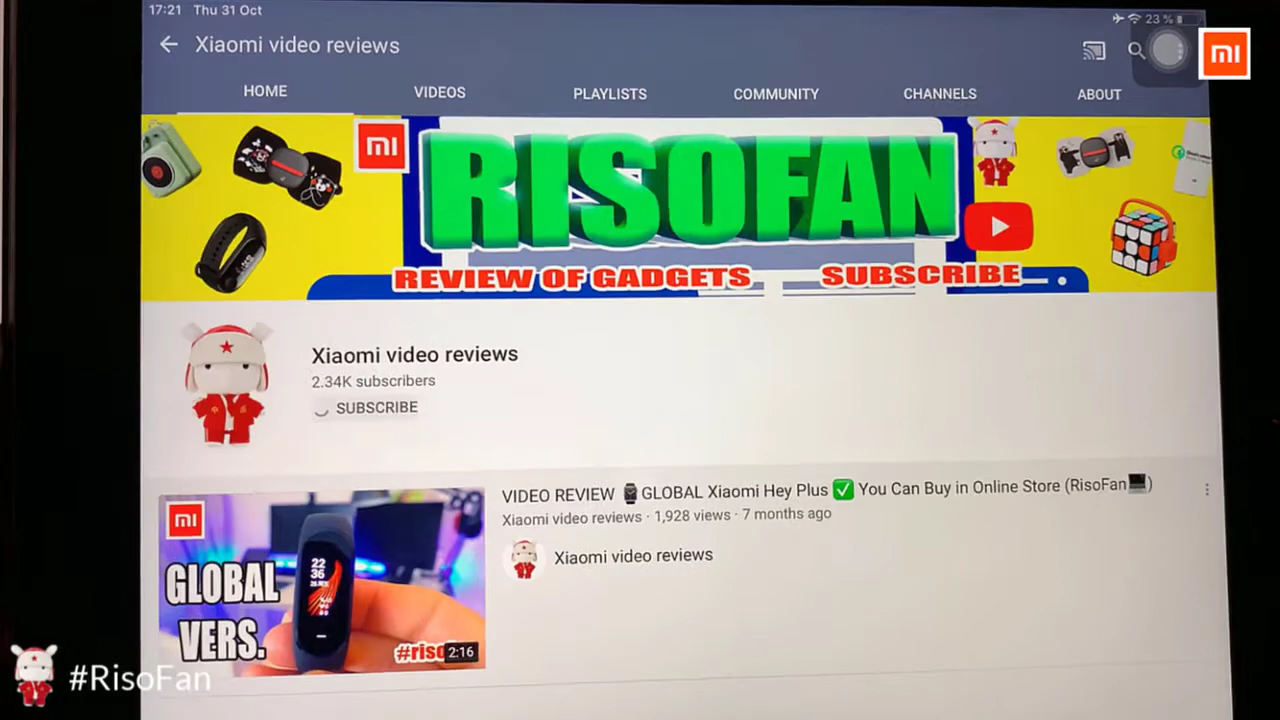 17:21 Thu 31 Oct
23 %
Xiaomi video reviews
HOME VIDEOS PLAYLISTS COMMUNITY CHANNELS ABOUT
RISOFAN
REVIEW OF GADGETS SUBSCRIBE
Xiaomi video reviews
2.34K subscribers
SUBSCRIBE
VIDEO REVIEW ⌚GLOBAL Xiaomi Hey Plus ✅ You Can Buy in Online Store (RisoFan💻)
Xiaomi video reviews · 1,928 views · 7 months ago
Xiaomi video reviews
22
36
GLOBAL
VERS.
#riso
2:16
#RisoFan